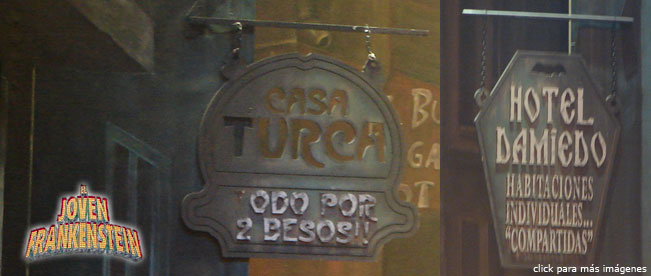 CASA
TURCA
TODO POR
2 BESOS!!
HOTEL
DAMIEDO
HABITACIONES
INDIVIDUALES...
"COMPARTIDAS"
EL
JOVEN
FRANKENSTEIN
click para más imágenes